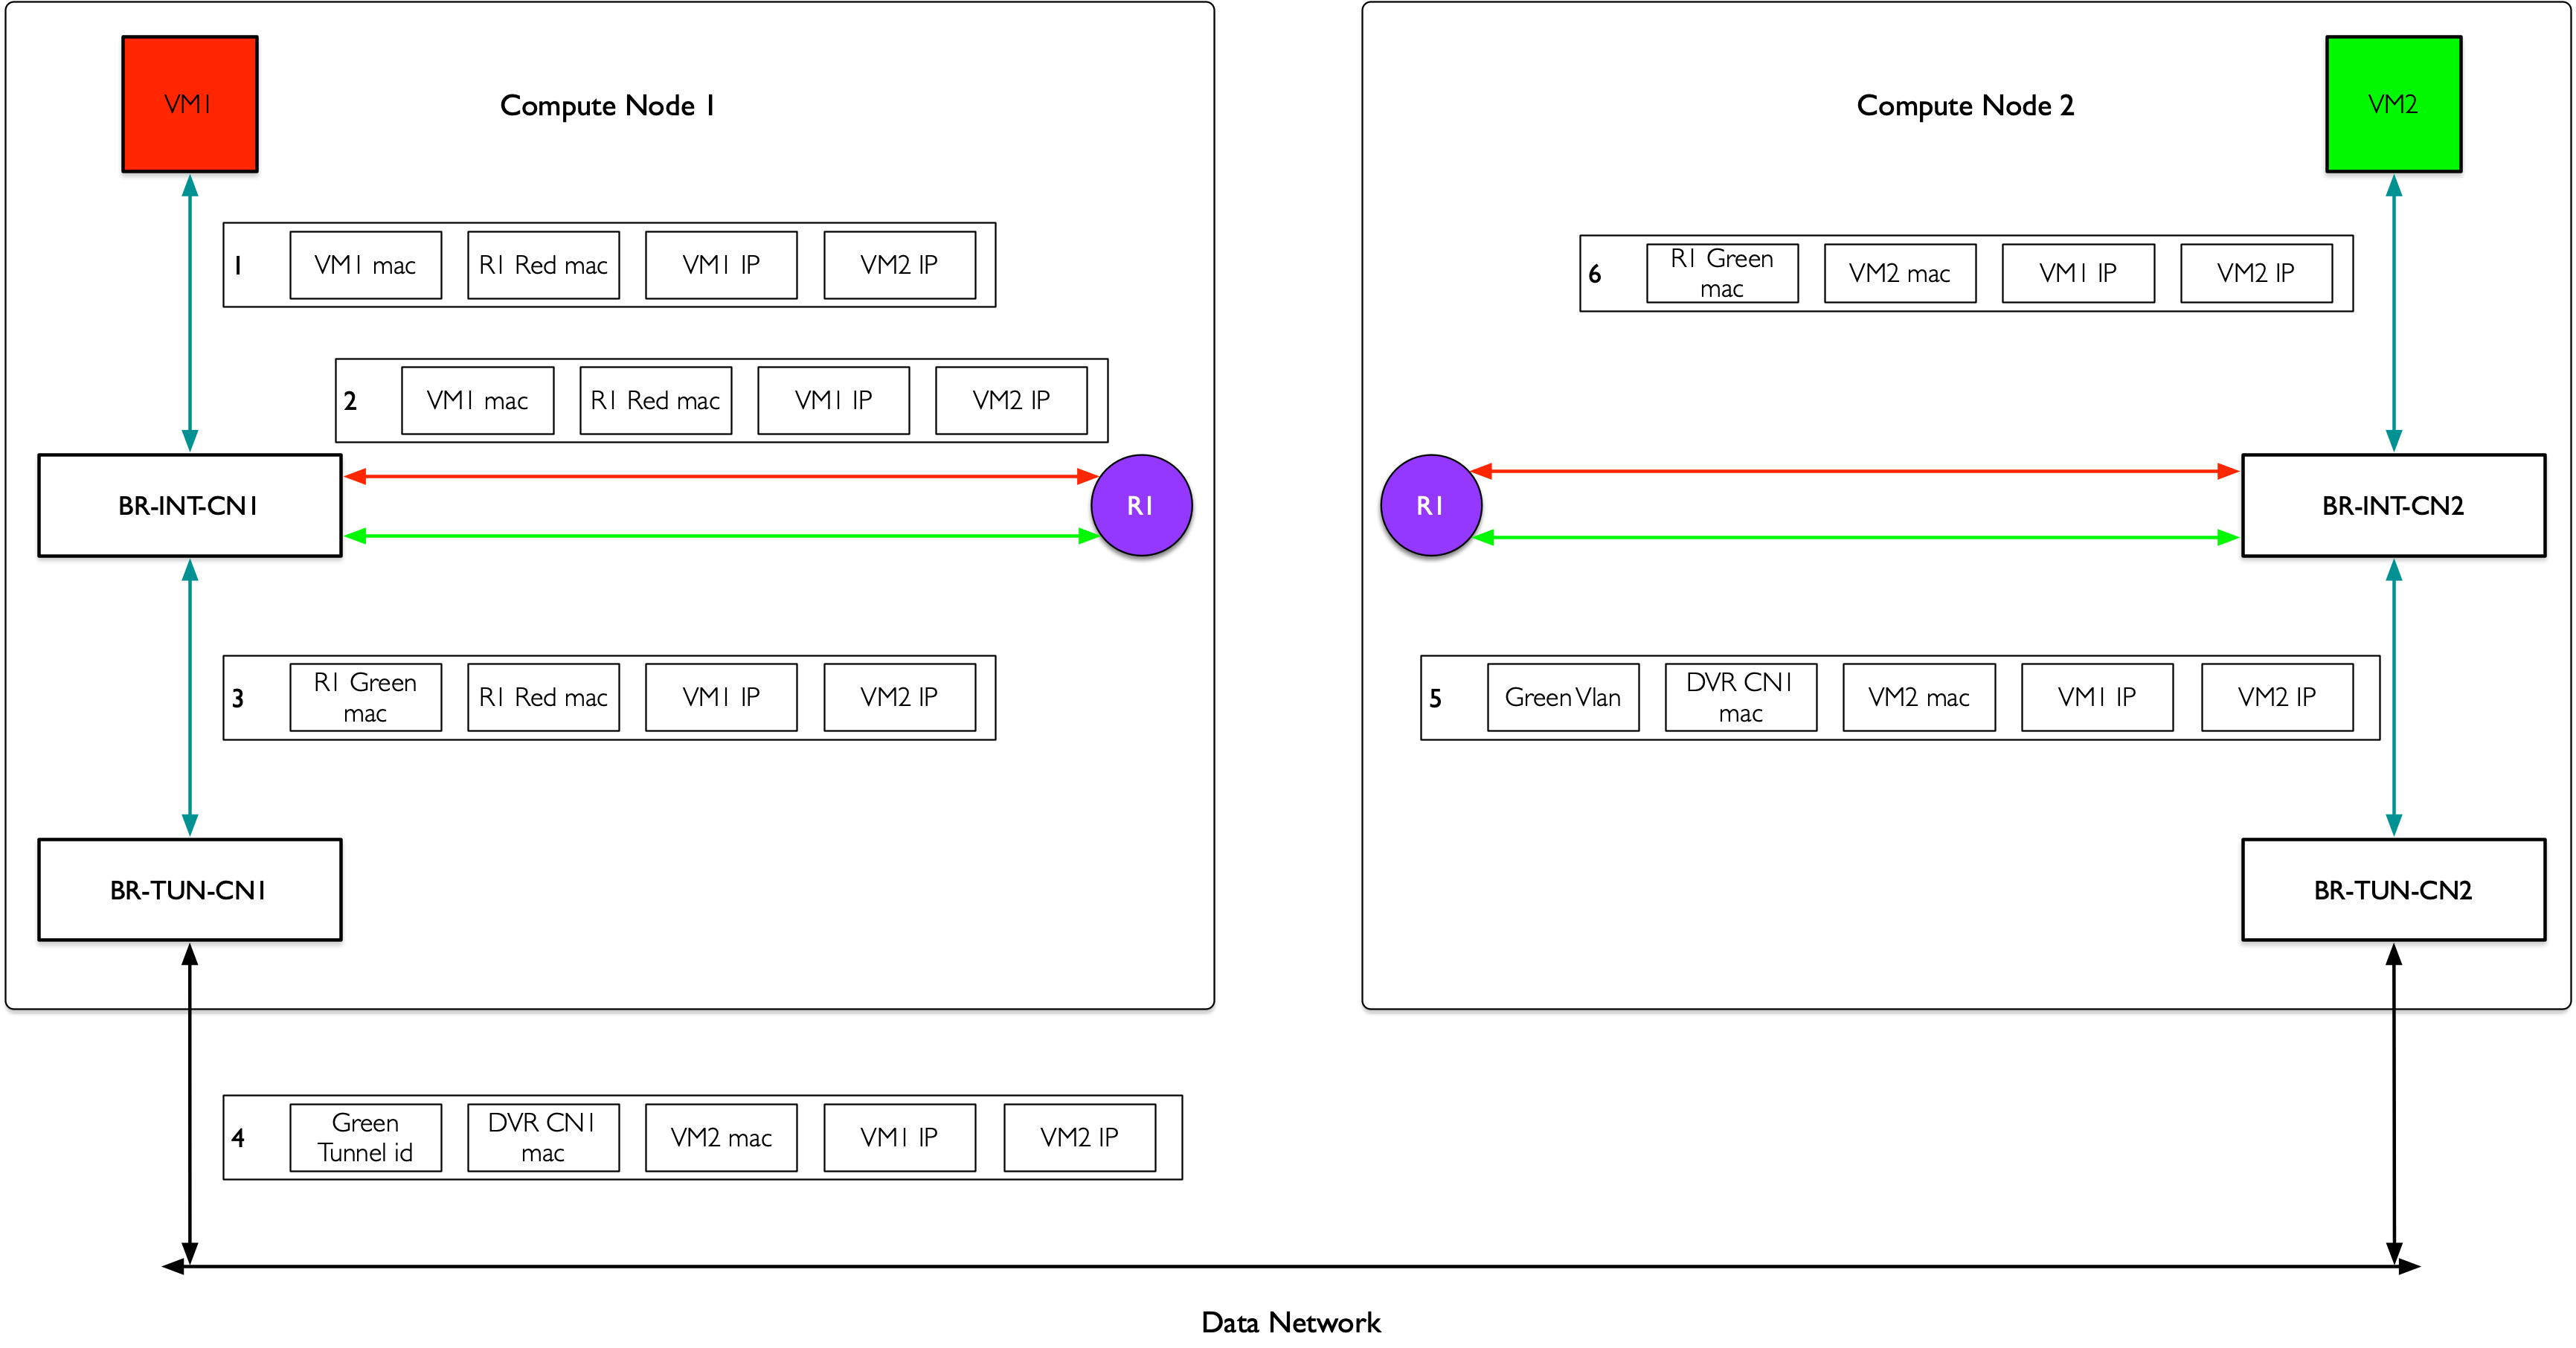 VM1
Compute Node 1
1
VM1 mac
R1 Red mac
VM1 IP
VM2 IP
2
VM1 mac
R1 Red mac
VM1 IP
VM2 IP
BR-INT-CN1
R1
3
R1 Green
mac
R1 Red mac
VM1 IP
VM2 IP
BR-TUN-CN1
4
Green
Tunnel id
DVR CN1
mac
VM2 mac
VM1 IP
VM2 IP
Compute Node 2
VM2
6
R1 Green
mac
VM2 mac
VM1 IP
VM2 IP
R1
BR-INT-CN2
5
Green Vlan
DVR CN1
mac
VM2 mac
VM1 IP
VM2 IP
BR-TUN-CN2
Data Network